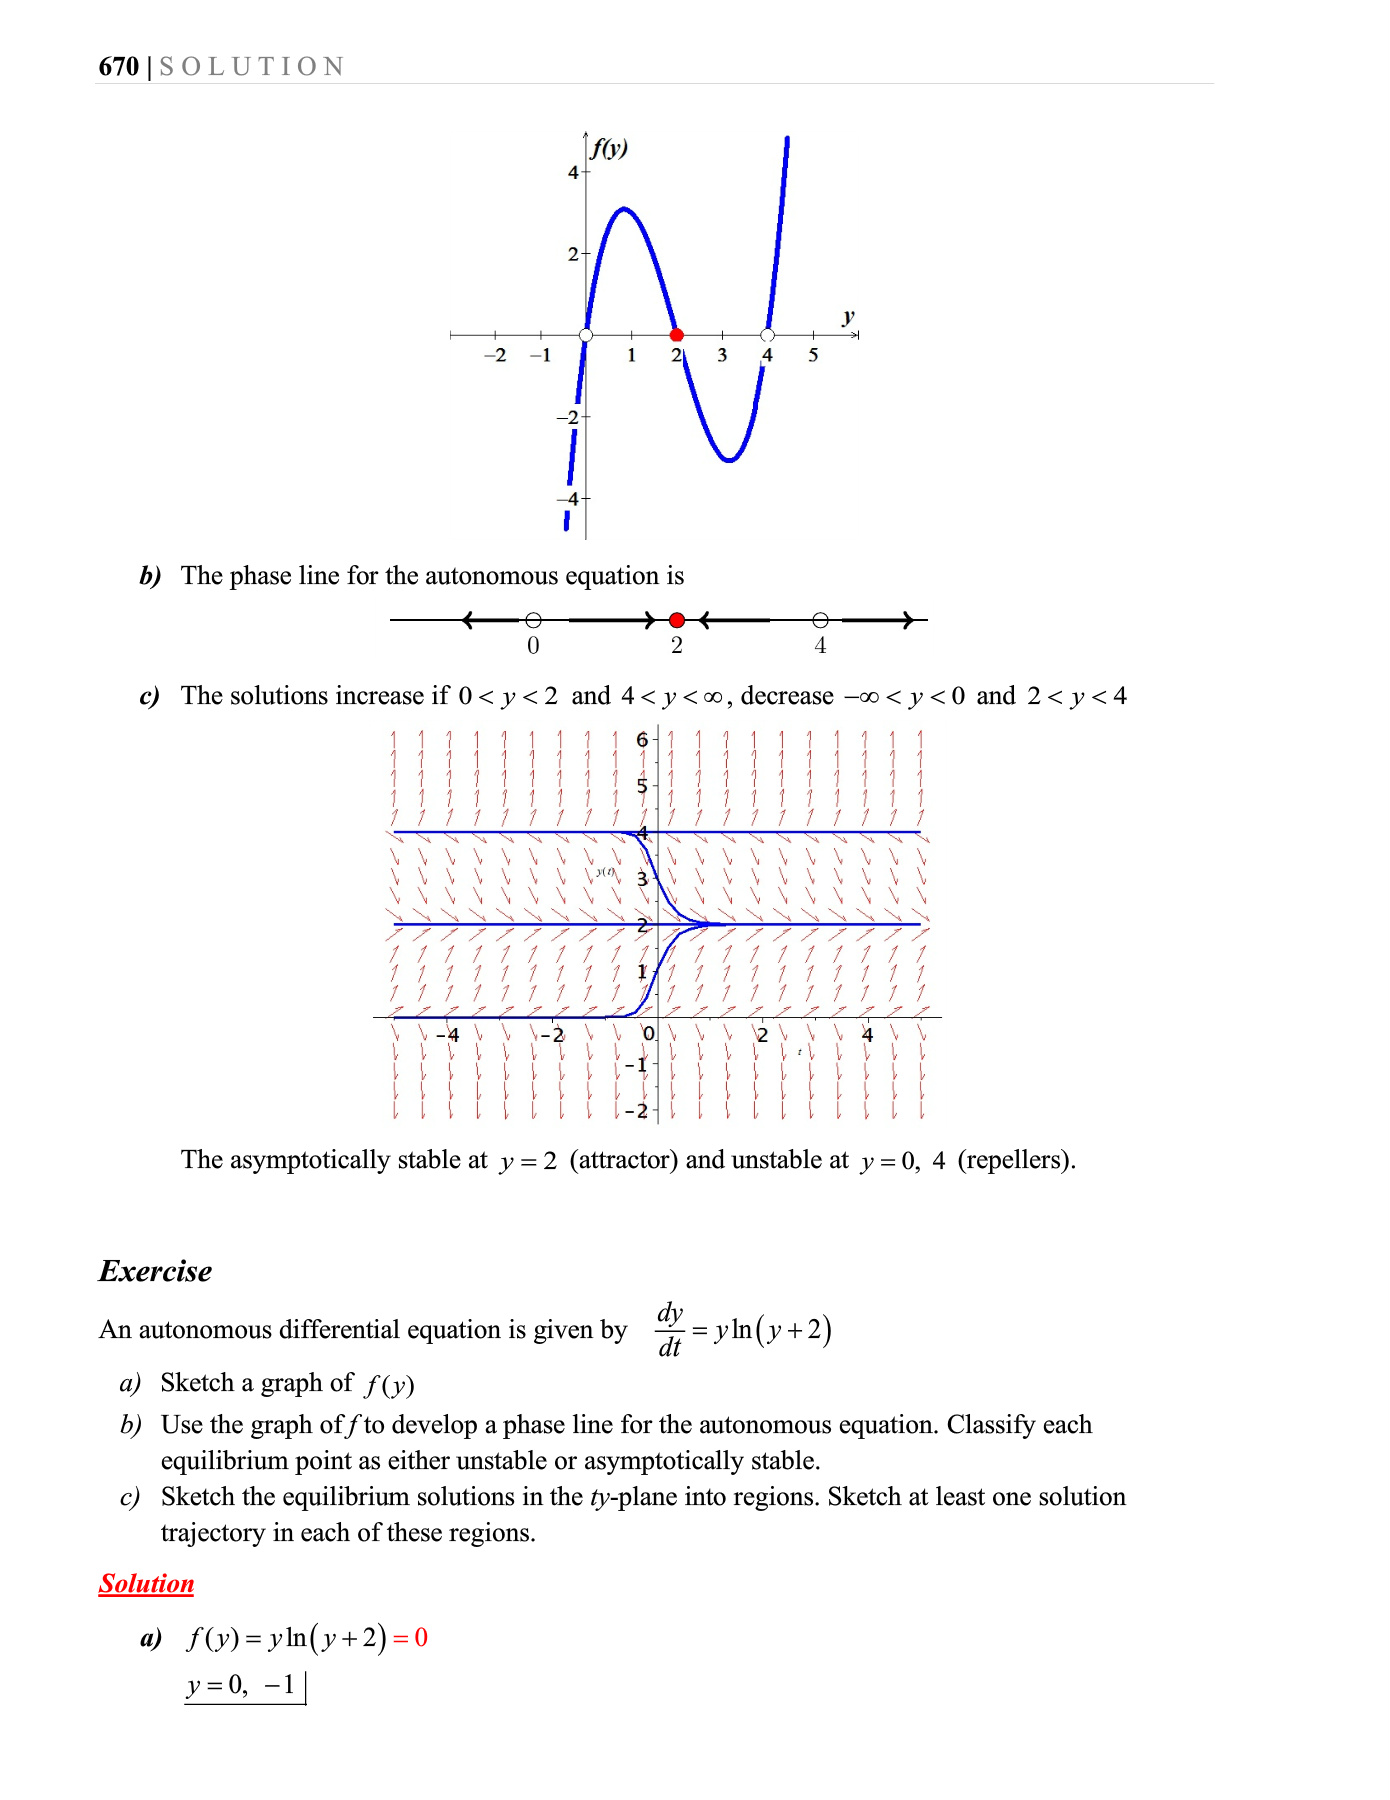 670 | SOLUTION
f(y)
4
2
y
−2 −1 1 2 3 4 5
−2
−4
b) The phase line for the autonomous equation is
0 2 4
c) The solutions increase if 0 < y < 2 and 4 < y < ∞, decrease −∞ < y < 0 and 2 < y < 4
6
5
4
y(t) 3
2
1
−4 −2 0 2 4
t
−1
−2
The asymptotically stable at y = 2 (attractor) and unstable at y = 0, 4 (repellers).
Exercise
An autonomous differential equation is given by dy/dt = y ln(y + 2)
a) Sketch a graph of f(y)
b) Use the graph of f to develop a phase line for the autonomous equation. Classify each
equilibrium point as either unstable or asymptotically stable.
c) Sketch the equilibrium solutions in the ty-plane into regions. Sketch at least one solution
trajectory in each of these regions.
Solution
a) f(y) = y ln(y + 2) = 0
y = 0, −1